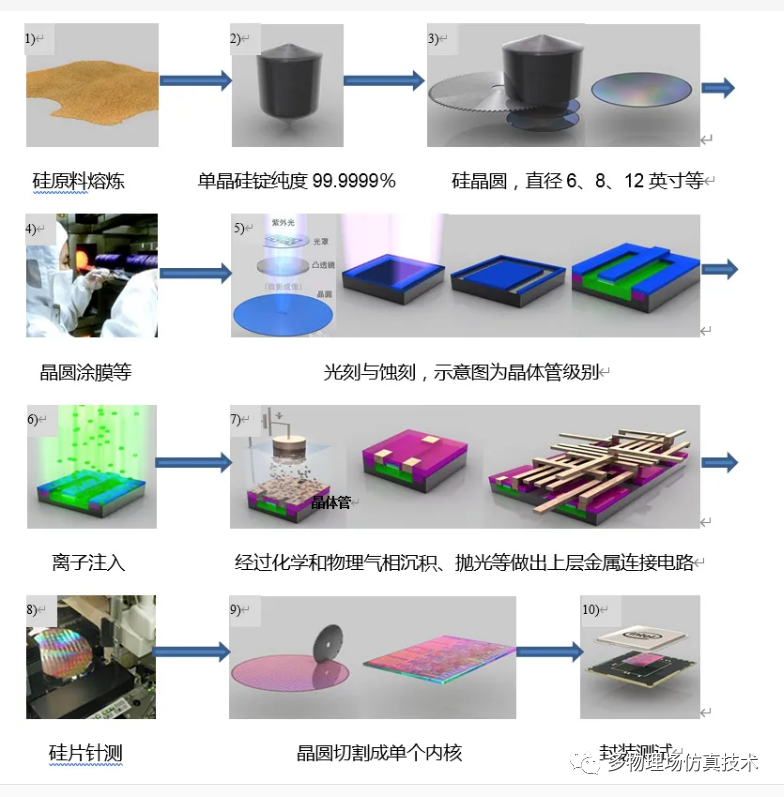 1)
2)
3)
硅原料熔炼
单晶硅锭纯度 99.9999%
硅晶圆，直径 6、8、12 英寸等
4)
5)
紫外光
光罩
凸透镜
(微影成像)
晶圆
晶圆涂膜等
光刻与蚀刻，示意图为晶体管级别
6)
7)
晶体管
离子注入
经过化学和物理气相沉积、抛光等做出上层金属连接电路
8)
9)
10)
intel
硅片针测
晶圆切割成单个内核
封装测试
多物理场仿真技术